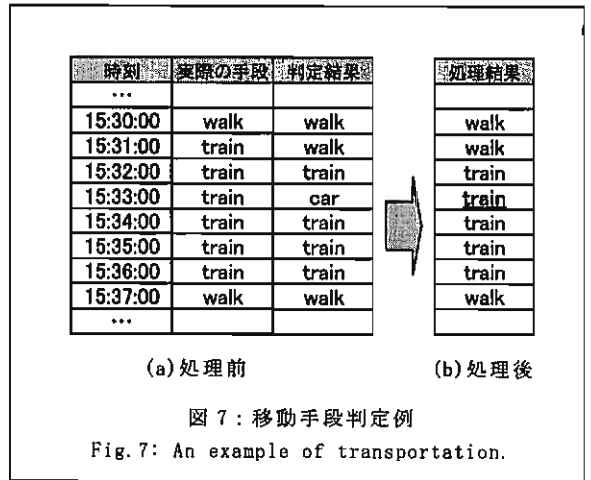 時刻 実際の手段 判定結果 処理結果
…
15:30:00 walk walk walk
15:31:00 train walk walk
15:32:00 train train train
15:33:00 train car train
15:34:00 train train train
15:35:00 train train train
15:36:00 train train train
15:37:00 walk walk walk
…
(a)処理前 (b)処理後
図 7：移動手段判定例
Fig.7: An example of transportation.